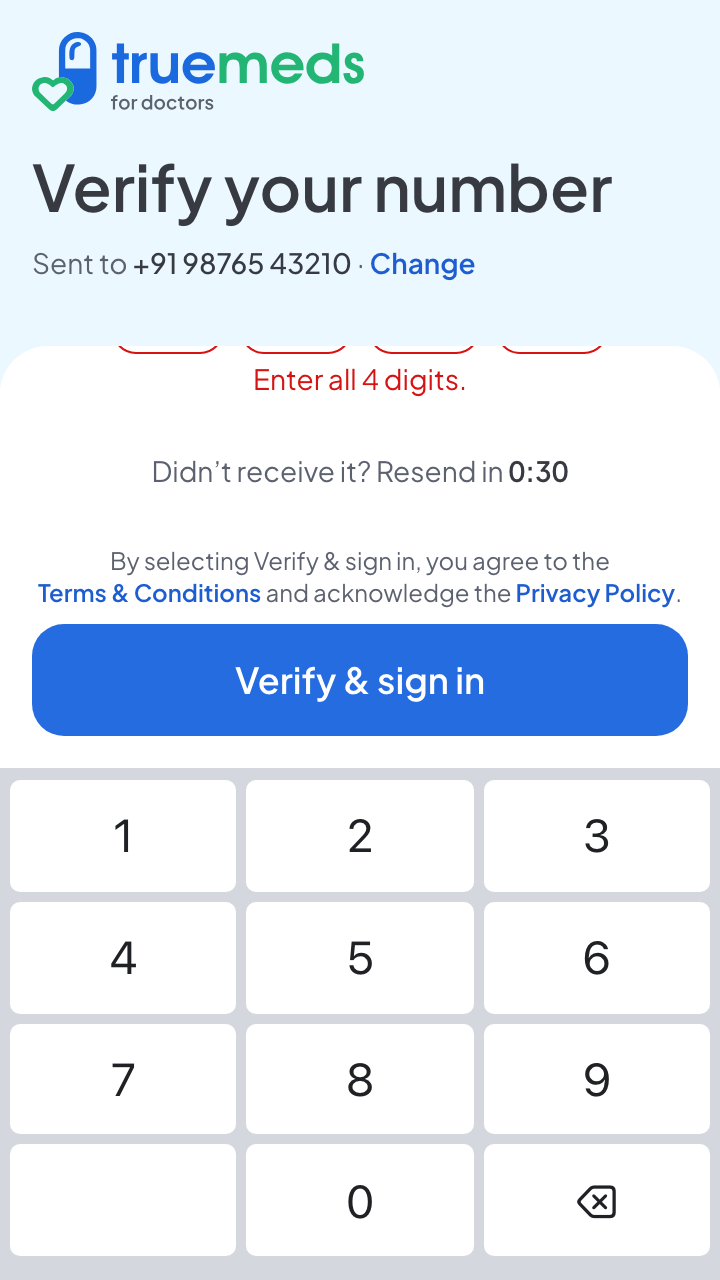 truemeds
for doctors
Verify your number
Sent to +91 98765 43210 · Change
Enter all 4 digits.
Didn’t receive it? Resend in 0:30
By selecting Verify & sign in, you agree to the
Terms & Conditions and acknowledge the Privacy Policy.
Verify & sign in
1 2 3
4 5 6
7 8 9
0